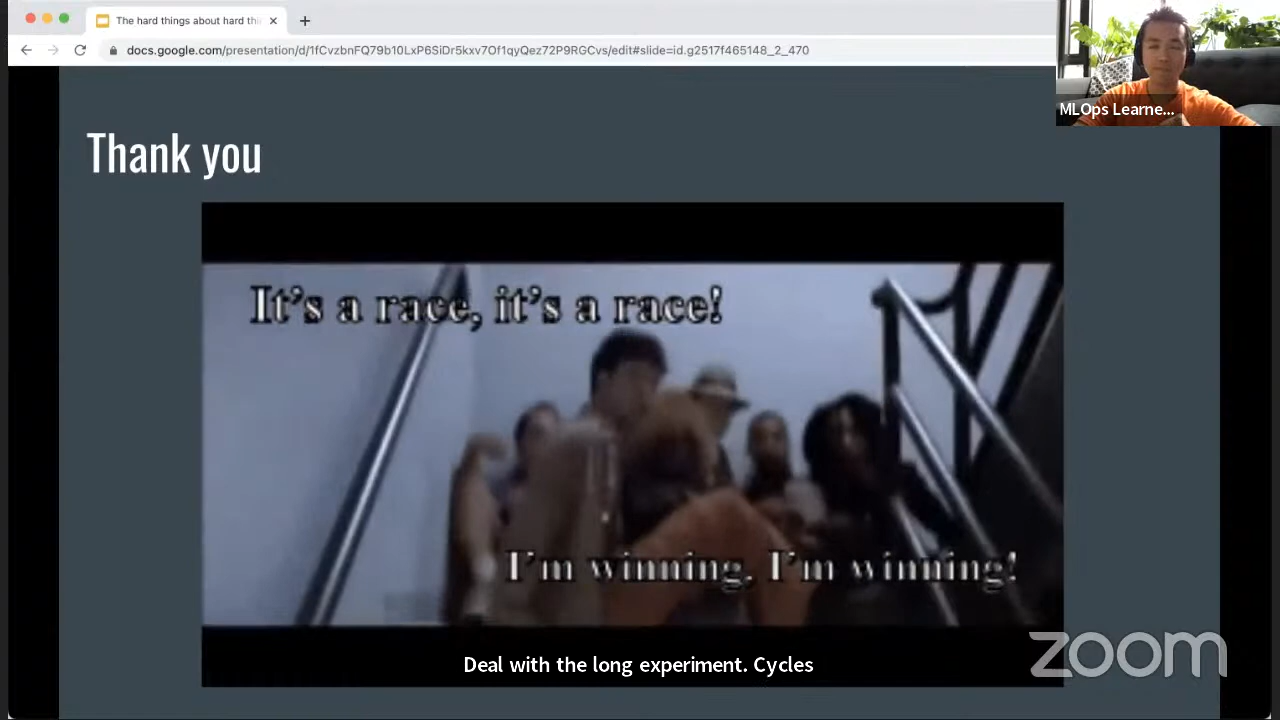 The hard things about hard thi
docs.google.com/presentation/d/1fCvzbnFQ79b10LxP6SiDr5kxv7Of1qyQez72P9RGCvs/edit#slide=id.g2517f465148_2_470
MLOps Learne...
Thank you
It's a race, it's a race!
I'm winning, I'm winning!
Deal with the long experiment. Cycles
zoom